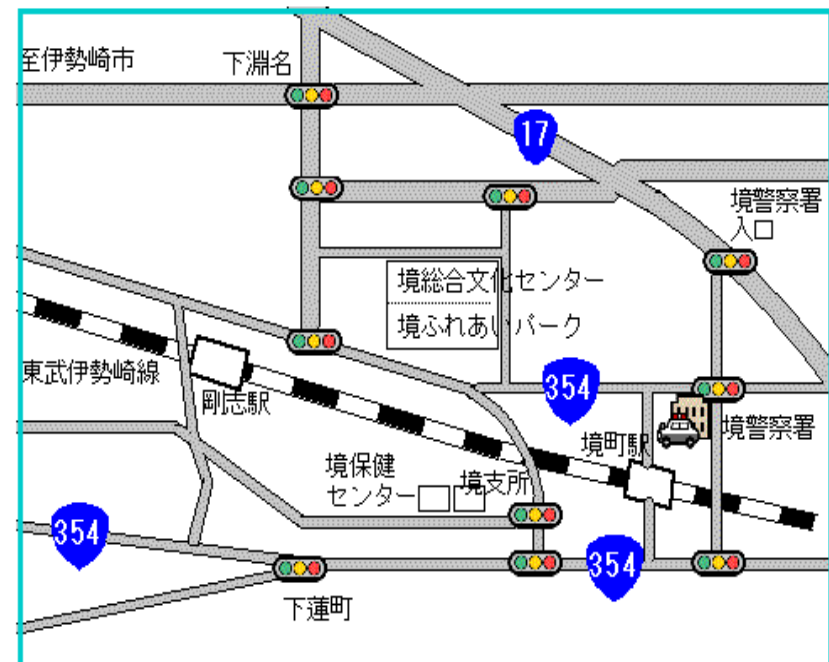 至伊勢崎市
下淵名
17
境警察署
入口
境総合文化センター
境ふれあいパーク
東武伊勢崎線
剛志駅
354
境町駅
境警察署
境保健
センター
境支所
354
354
下蓮町